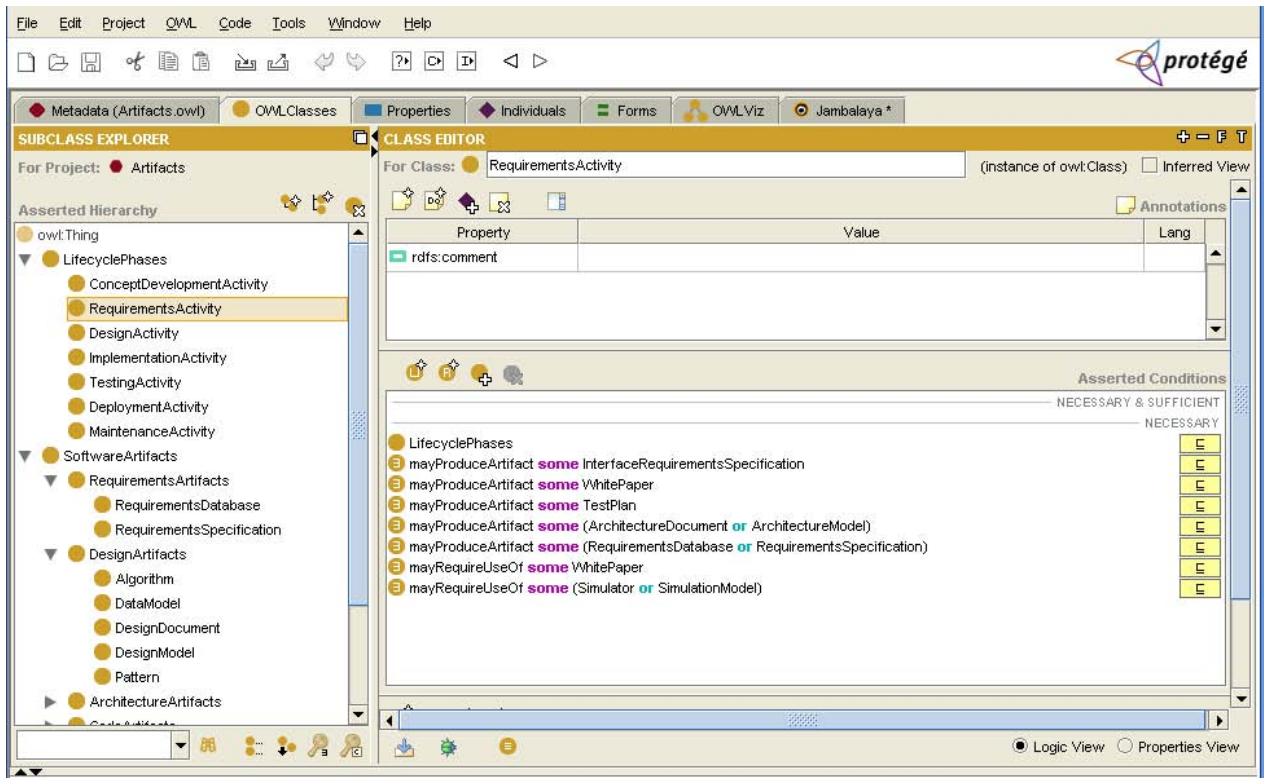 File Edit Project OWL Code Tools Window Help
protégé
Metadata (Artifacts.owl) OWLClasses Properties Individuals Forms OWLViz Jambalaya *
SUBCLASS EXPLORER
For Project: Artifacts
Asserted Hierarchy
owl:Thing
LifecyclePhases
ConceptDevelopmentActivity
RequirementsActivity
DesignActivity
ImplementationActivity
TestingActivity
DeploymentActivity
MaintenanceActivity
SoftwareArtifacts
RequirementsArtifacts
RequirementsDatabase
RequirementsSpecification
DesignArtifacts
Algorithm
DataModel
DesignDocument
DesignModel
Pattern
ArchitectureArtifacts
CLASS EDITOR
F T
For Class: RequirementsActivity (instance of owl:Class) Inferred View
Annotations
Property Value Lang
rdfs:comment
Asserted Conditions
NECESSARY & SUFFICIENT
NECESSARY
LifecyclePhases ⊑
mayProduceArtifact some InterfaceRequirementsSpecification ⊑
mayProduceArtifact some WhitePaper ⊑
mayProduceArtifact some TestPlan ⊑
mayProduceArtifact some (ArchitectureDocument or ArchitectureModel) ⊑
mayProduceArtifact some (RequirementsDatabase or RequirementsSpecification) ⊑
mayRequireUseOf some WhitePaper ⊑
mayRequireUseOf some (Simulator or SimulationModel) ⊑
Logic View Properties View